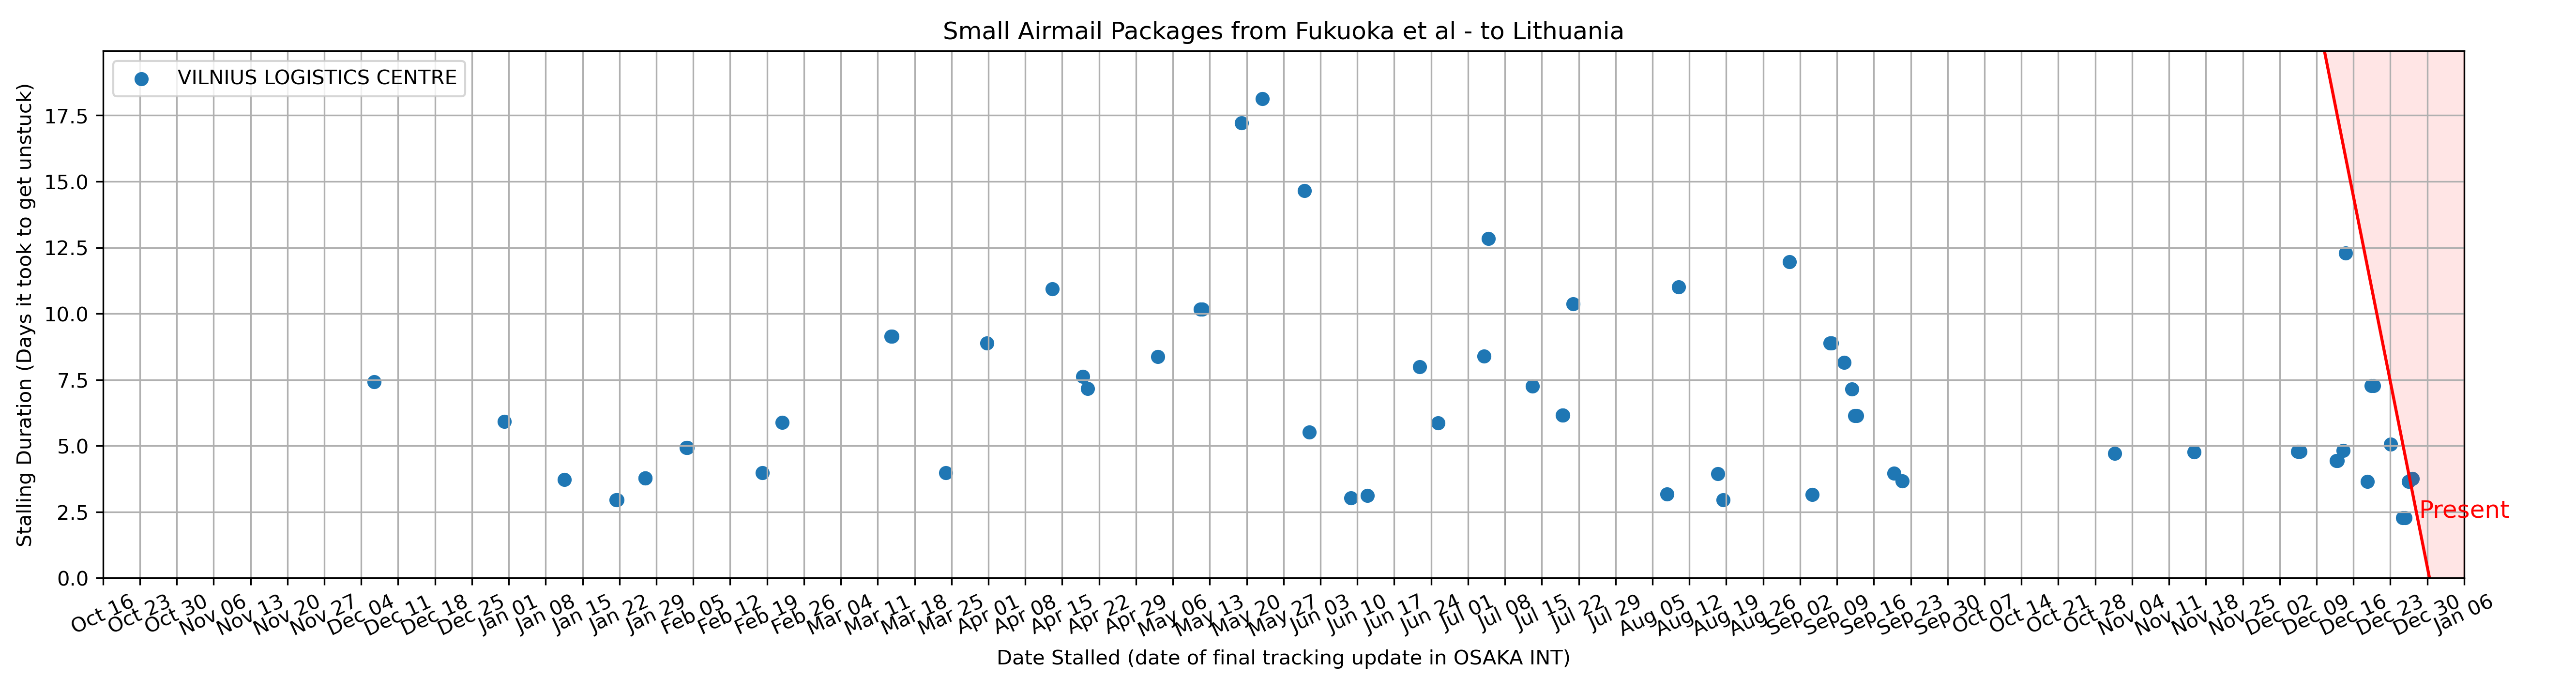 Small Airmail Packages from Fukuoka et al - to Lithuania
VILNIUS LOGISTICS CENTRE
Stalling Duration (Days it took to get unstuck)
17.5
15.0
12.5
10.0
7.5
5.0
2.5
0.0
Present
Oct 16
Oct 23
Oct 30
Nov 06
Nov 13
Nov 20
Nov 27
Dec 04
Dec 11
Dec 18
Dec 25
Jan 01
Jan 08
Jan 15
Jan 22
Jan 29
Feb 05
Feb 12
Feb 19
Feb 26
Mar 04
Mar 11
Mar 18
Mar 25
Apr 01
Apr 08
Apr 15
Apr 22
Apr 29
May 06
May 13
May 20
May 27
Jun 03
Jun 10
Jun 17
Jun 24
Jul 01
Jul 08
Jul 15
Jul 22
Jul 29
Aug 05
Aug 12
Aug 19
Aug 26
Sep 02
Sep 09
Sep 16
Sep 23
Sep 30
Oct 07
Oct 14
Oct 21
Oct 28
Nov 04
Nov 11
Nov 18
Nov 25
Dec 02
Dec 09
Dec 16
Dec 23
Dec 30
Jan 06
Date Stalled (date of final tracking update in OSAKA INT)